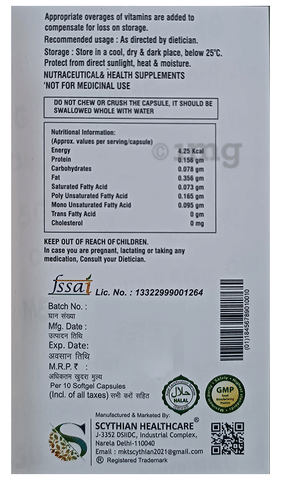 Appropriate overages of vitamins are added to
compensate for loss on storage.
Recommended usage : As directed by dietician.
Storage : Store in a cool, dry & dark place, below 25°C.
Protect from direct sunlight, heat & moisture.
NUTRACEUTICAL& HEALTH SUPPLEMENTS
'NOT FOR MEDICINAL USE
DO NOT CHEW OR CRUSH THE CAPSULE, IT SHOULD BE
SWALLOWED WHOLE WITH WATER
Nutritional Information:
(Approx. values per serving/capsule)
Energy 4.25 Kcal
Protein 0.156 gm
Carbohydrates 0.078 gm
Fat 0.356 gm
Saturated Fatty Acid 0.073 gm
Poly Unsaturated Fatty Acid 0.165 gm
Mono Unsaturated Fatty Acid 0.095 gm
Trans Fatty Acid 0 gm
Cholesterol 0 mg
1mg
KEEP OUT OF REACH OF CHILDREN.
In case you are pregnant, lactating or taking any
medication, Consult your Dietician.
fssai Lic. No. : 13322999001264
Batch No. :
घान संख्या
Mfg. Date :
उत्पादन तिथि
Exp. Date:
अवसान तिथि
M. R. P. :
अधिकतम खुदरा मूल्य
Per 10 Softgel Capsules
(Incl. of all taxes) सभी करों सहित
(01)18456789010010
HALAL
GMP
Manufactured & Marketed By:
SCYTHIAN HEALTHCARE®
J-3352 DSIIDC, Industrial Complex,
Narela Delhi-110040
Email : mktscythian2021@gmail.com
® Registered Trademark